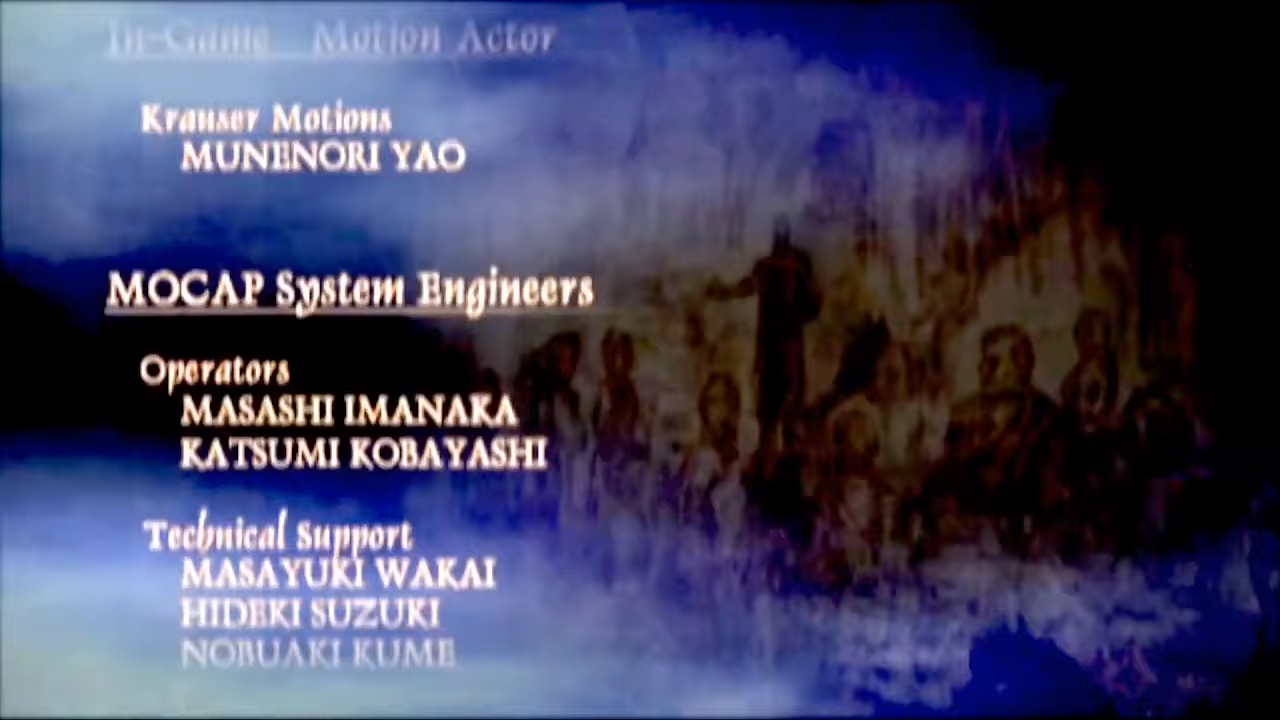 In-Game Motion Actor
Krauser Motions
MUNENORI YAO
MOCAP System Engineers
Operators
MASASHI IMANAKA
KATSUMI KOBAYASHI
Technical Support
MASAYUKI WAKAI
HIDEKI SUZUKI
NOBUAKI KUME